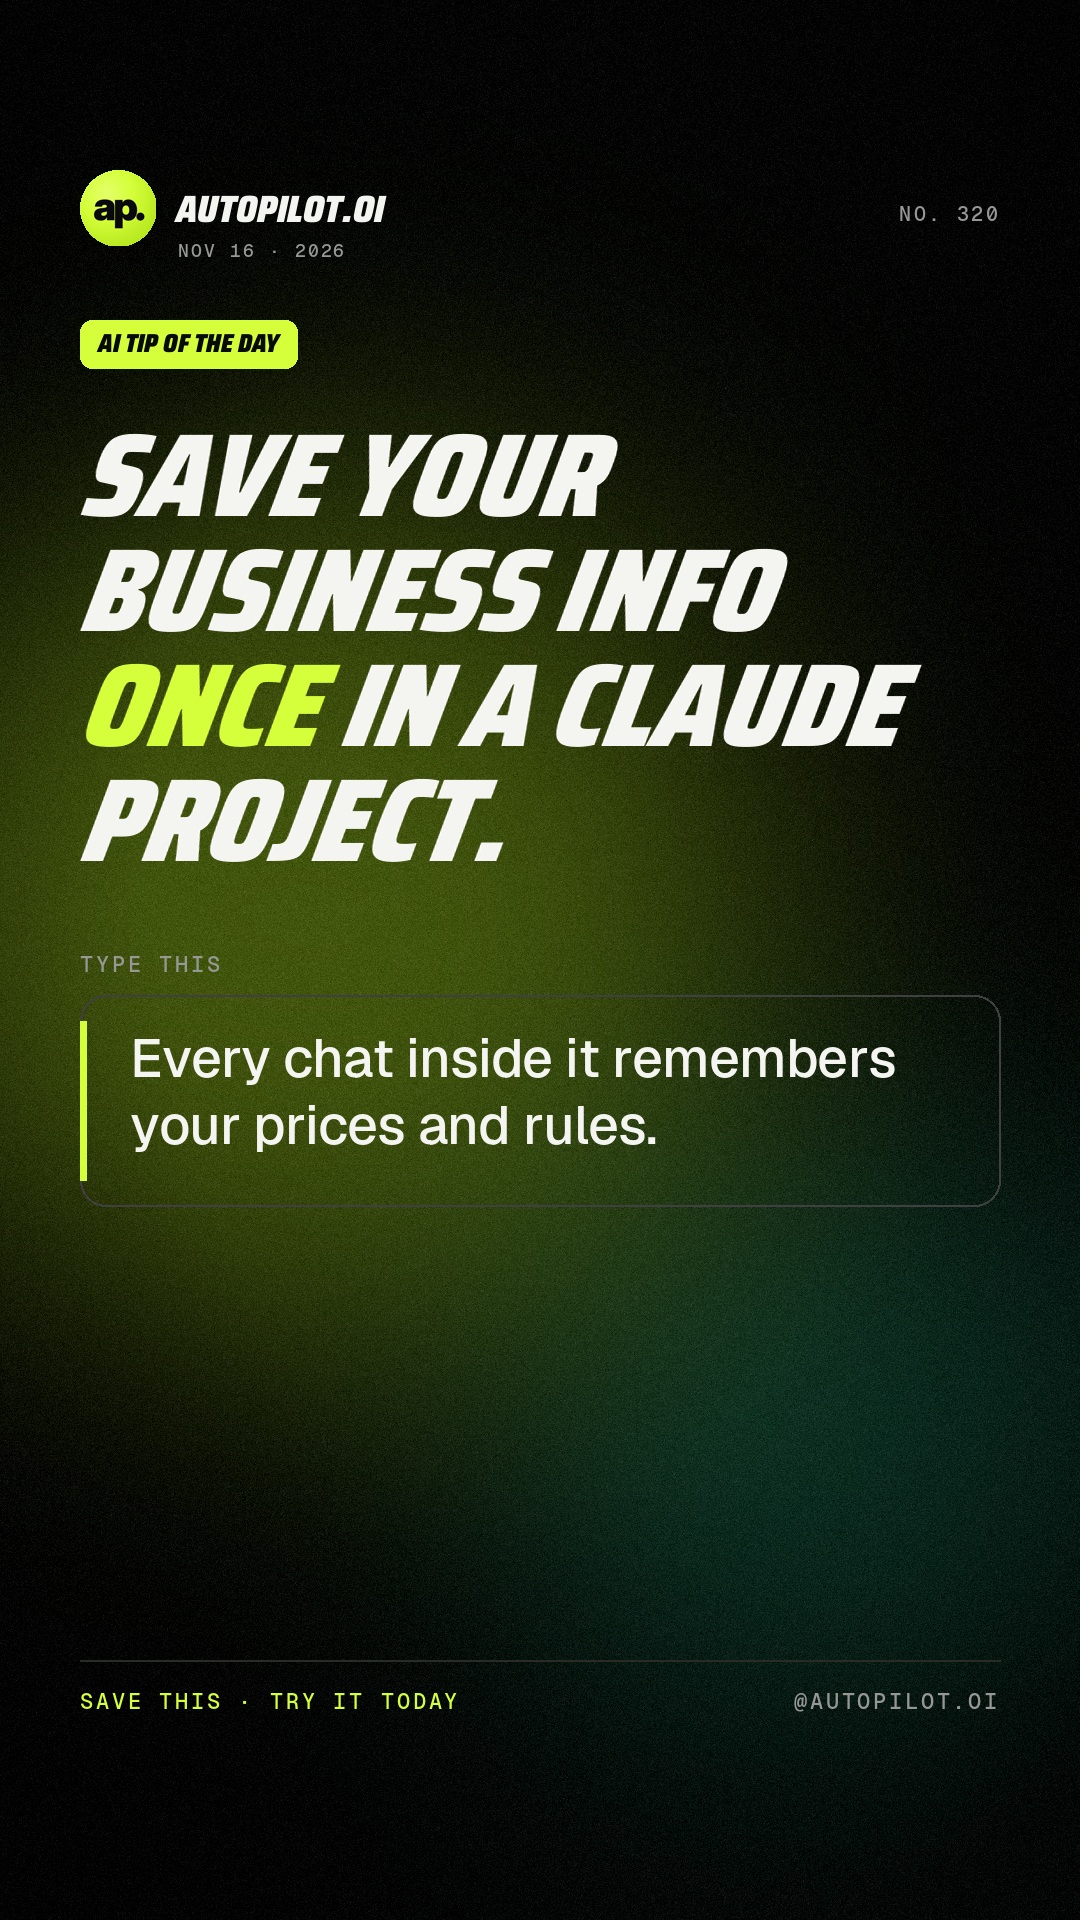 ap.
AUTOPILOT.OI
NO. 320
NOV 16 · 2026
AI TIP OF THE DAY
SAVE YOUR
BUSINESS INFO
ONCE IN A CLAUDE
PROJECT.
TYPE THIS
Every chat inside it remembers
your prices and rules.
SAVE THIS · TRY IT TODAY
@AUTOPILOT.OI